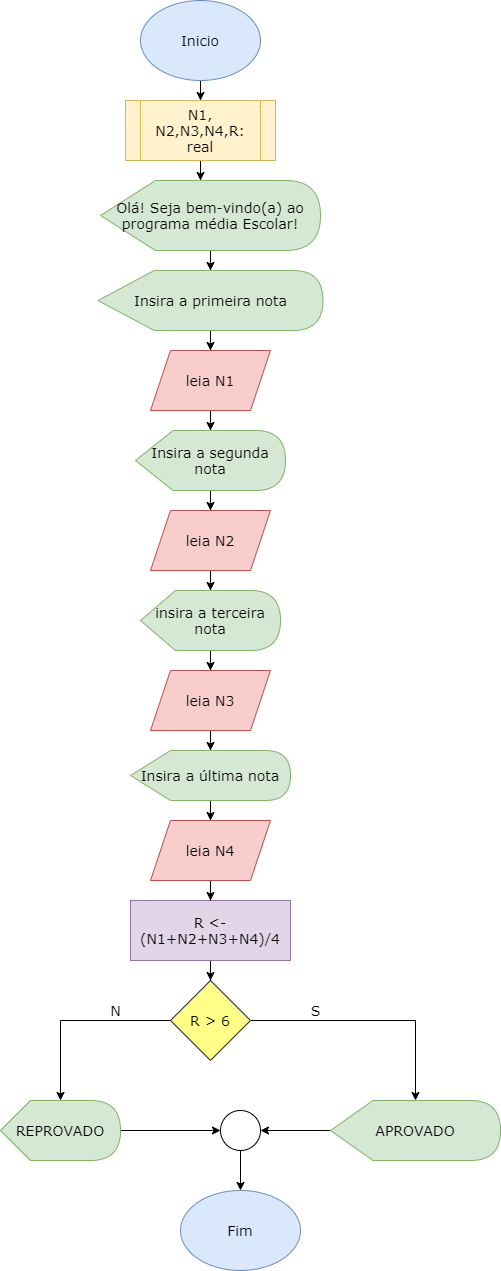 Inicio
N1,
N2,N3,N4,R:
real
Olá! Seja bem-vindo(a) ao
programa média Escolar!
Insira a primeira nota
leia N1
Insira a segunda
nota
leia N2
insira a terceira
nota
leia N3
Insira a última nota
leia N4
R <-
(N1+N2+N3+N4)/4
R > 6
N
S
REPROVADO
APROVADO
Fim